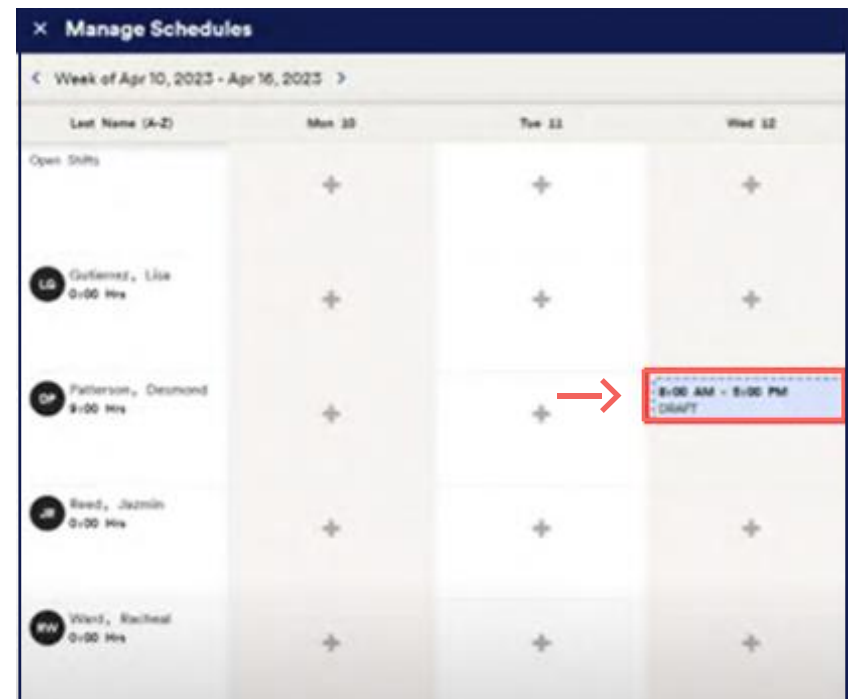 × Manage Schedules
< Week of Apr 10, 2023 - Apr 16, 2023 >
Last Name (A-Z) Mon 10 Tue 11 Wed 12
Open Shifts
+ + +
LG Gutierrez, Lisa
0:00 Hrs
+ + +
DP Patterson, Desmond
9:00 Hrs
8:00 AM - 5:00 PM
DRAFT
+ +
JR Reed, Jazmin
0:00 Hrs
+ + +
RW Ward, Racheal
0:00 Hrs
+ + +